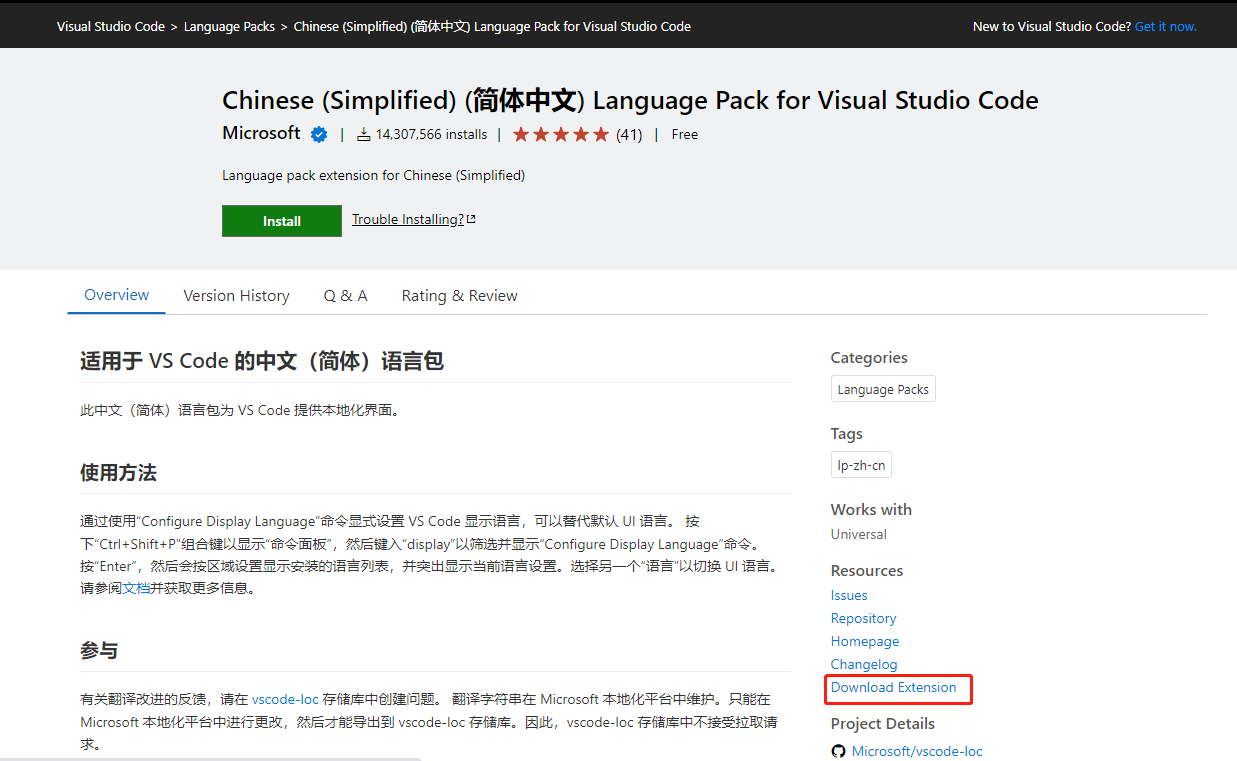 Visual Studio Code > Language Packs > Chinese (Simplified) (简体中文) Language Pack for Visual Studio Code
New to Visual Studio Code? Get it now.
Chinese (Simplified) (简体中文) Language Pack for Visual Studio Code
Microsoft | 14,307,566 installs | (41) | Free
Language pack extension for Chinese (Simplified)
Install Trouble Installing?
Overview Version History Q & A Rating & Review
适用于 VS Code 的中文（简体）语言包
此中文（简体）语言包为 VS Code 提供本地化界面。
使用方法
通过使用“Configure Display Language”命令显式设置 VS Code 显示语言，可以替代默认 UI 语言。 按
下“Ctrl+Shift+P”组合键以显示“命令面板”，然后键入“display”以筛选并显示“Configure Display Language”命令。
按“Enter”，然后会按区域设置显示安装的语言列表，并突出显示当前语言设置。选择另一个“语言”以切换 UI 语言。
请参阅文档并获取更多信息。
参与
有关翻译改进的反馈，请在 vscode-loc 存储库中创建问题。 翻译字符串在 Microsoft 本地化平台中维护。只能在
Microsoft 本地化平台中进行更改，然后才能导出到 vscode-loc 存储库。因此，vscode-loc 存储库中不接受拉取请
求。
Categories
Language Packs
Tags
lp-zh-cn
Works with
Universal
Resources
Issues
Repository
Homepage
Changelog
Download Extension
Project Details
Microsoft/vscode-loc